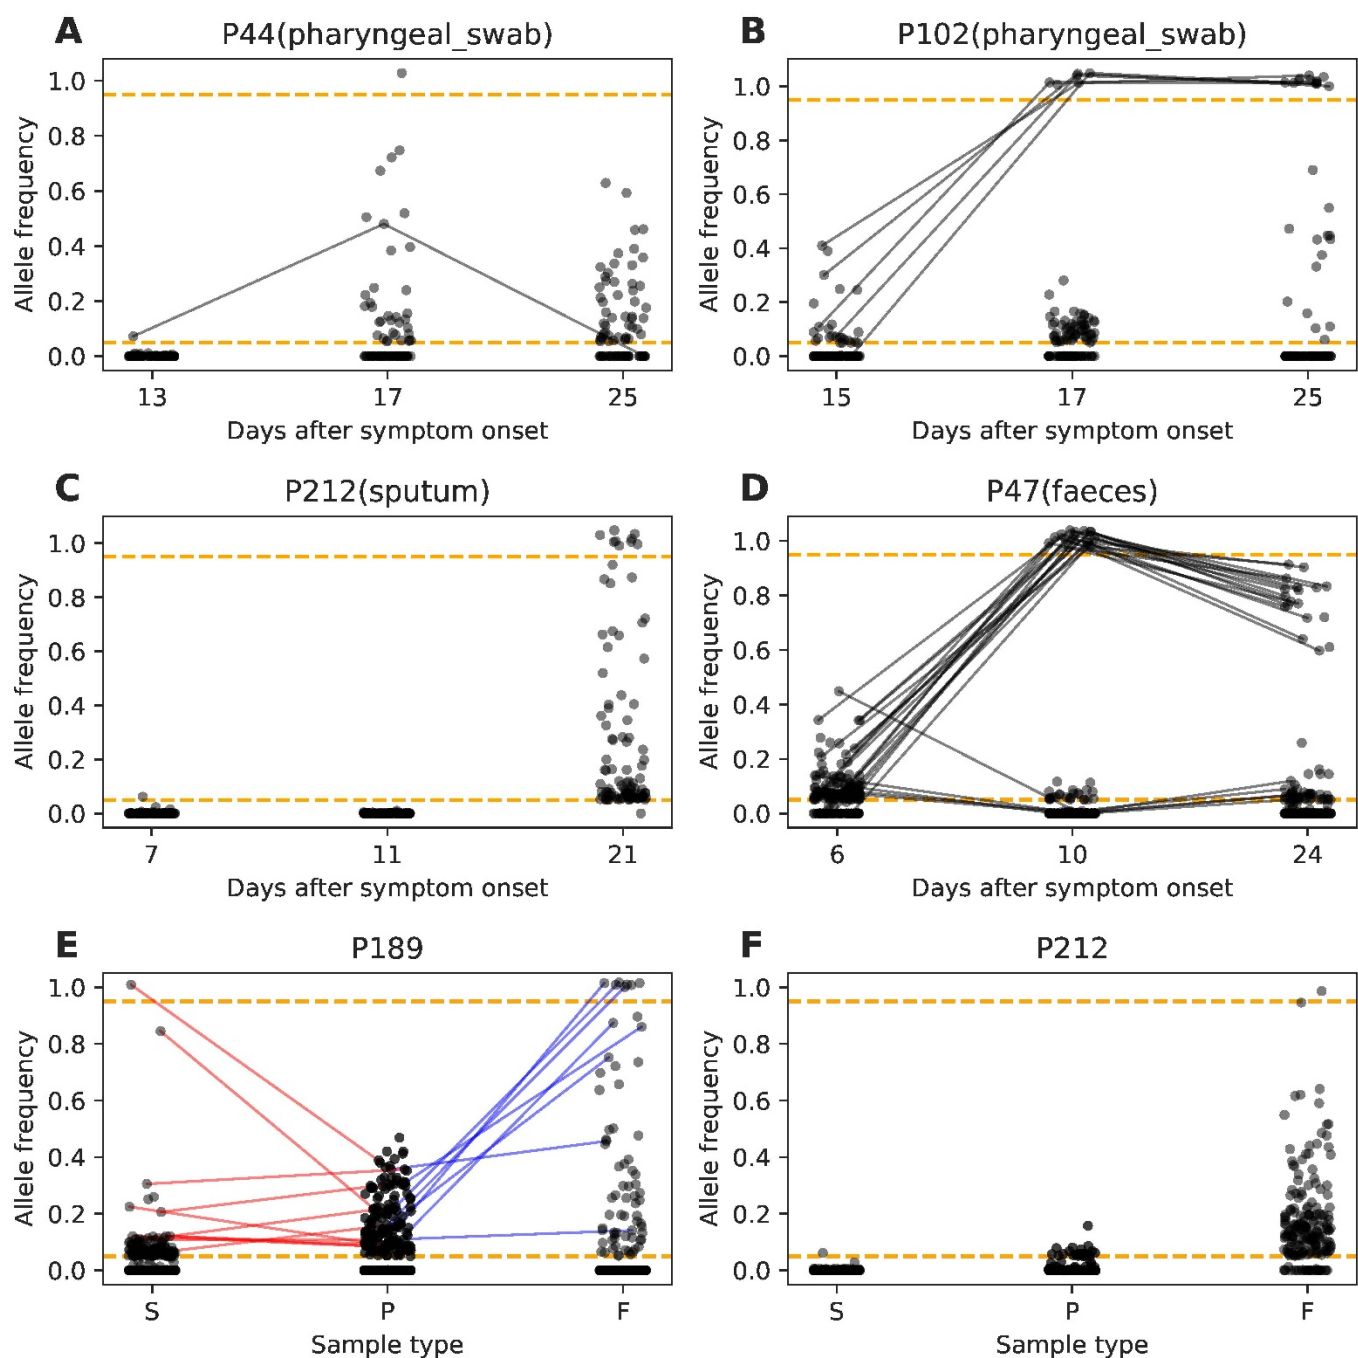 A P44(pharyngeal_swab)
1.0
0.8
0.6
0.4
0.2
0.0
Allele frequency
13 17 25
Days after symptom onset
B P102(pharyngeal_swab)
1.0
0.8
0.6
0.4
0.2
0.0
Allele frequency
15 17 25
Days after symptom onset
C P212(sputum)
1.0
0.8
0.6
0.4
0.2
0.0
Allele frequency
7 11 21
Days after symptom onset
D P47(faeces)
1.0
0.8
0.6
0.4
0.2
0.0
Allele frequency
6 10 24
Days after symptom onset
E P189
1.0
0.8
0.6
0.4
0.2
0.0
Allele frequency
S P F
Sample type
F P212
1.0
0.8
0.6
0.4
0.2
0.0
Allele frequency
S P F
Sample type